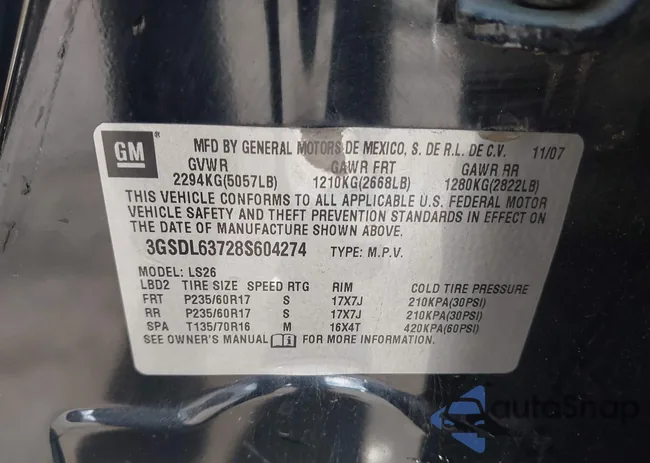 GM
MFD BY GENERAL MOTORS DE MEXICO, S. DE R.L. DE C.V. 11/07
GVWR GAWR FRT GAWR RR
2294KG(5057LB) 1210KG(2668LB) 1280KG(2822LB)
THIS VEHICLE CONFORMS TO ALL APPLICABLE U.S. FEDERAL MOTOR
VEHICLE SAFETY AND THEFT PREVENTION STANDARDS IN EFFECT ON
THE DATE OF MANUFACTURE SHOWN ABOVE.
3GSDL63728S604274 TYPE: M.P.V.
MODEL: LS26
LBD2 TIRE SIZE SPEED RTG RIM COLD TIRE PRESSURE
FRT P235/60R17 S 17X7J 210KPA(30PSI)
RR P235/60R17 S 17X7J 210KPA(30PSI)
SPA T135/70R16 M 16X4T 420KPA(60PSI)
SEE OWNER'S MANUAL FOR MORE INFORMATION.
autoSnap